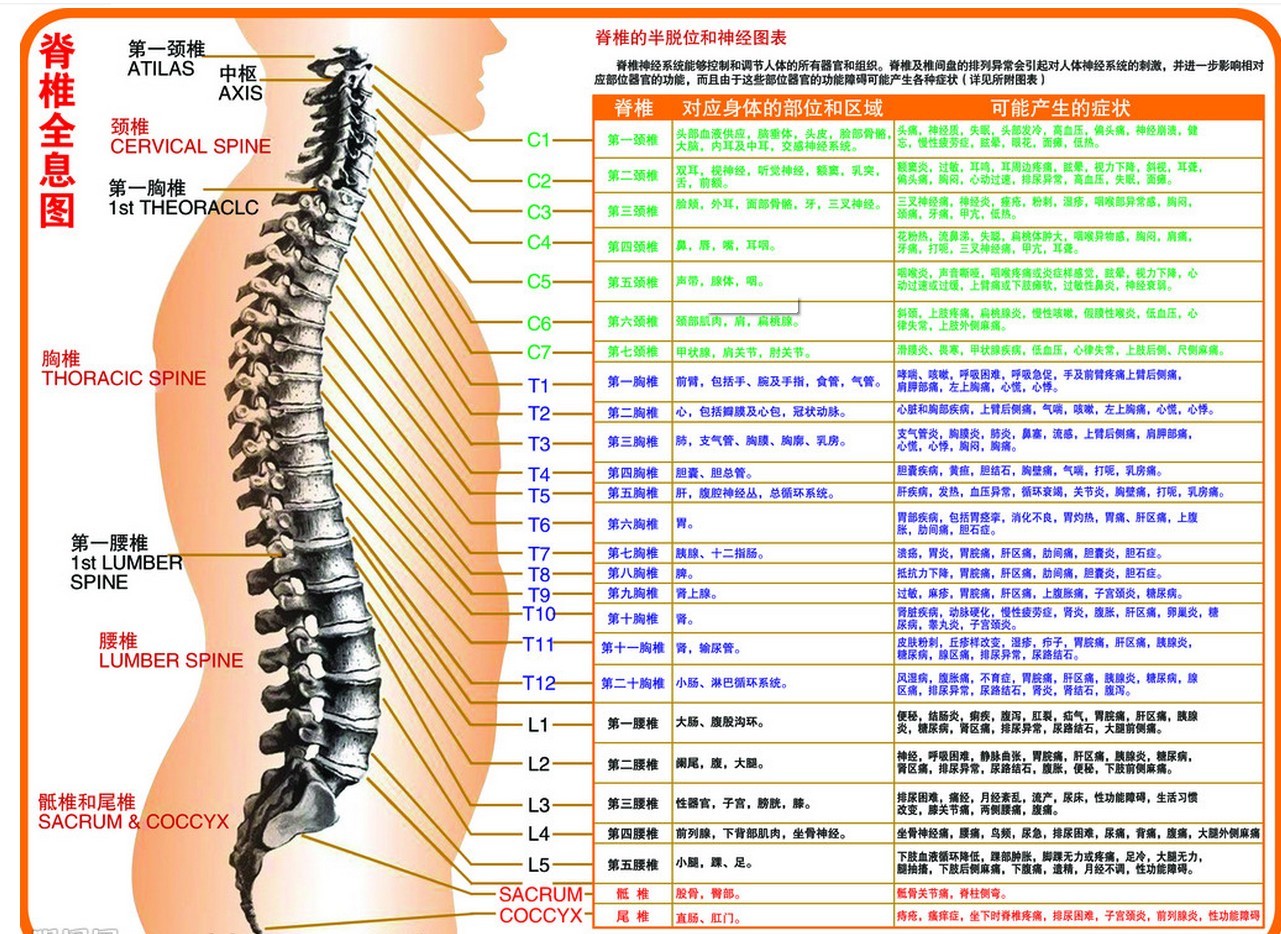 脊椎全息图
第一颈椎
ATILAS
中枢
AXIS
颈椎
CERVICAL SPINE
第一胸椎
1st THEORACLC
胸椎
THORACIC SPINE
第一腰椎
1st LUMBER
SPINE
腰椎
LUMBER SPINE
骶椎和尾椎
SACRUM & COCCYX
脊椎的半脱位和神经图表
脊椎神经系统能够控制和调节人体的所有器官和组织。脊椎及椎间盘的排列异常会引起对人体神经系统的刺激，并进一步影响相对
应部位器官的功能，而且由于这些部位器官的功能障碍可能产生各种症状（详见所附图表）
脊椎 对应身体的部位和区域 可能产生的症状
C1 第一颈椎 头部血液供应，脑垂体，头皮，脸部骨骼，
大脑，内耳及中耳，交感神经系统。
头痛，神经质，失眠，头部发冷，高血压，偏头痛，神经崩溃，健
忘，慢性疲劳症，眩晕，眼花，面瘫，低热。
C2 第二颈椎 双耳，视神经，听觉神经，额窦，乳突，
舌，前额。
额窦炎，过敏，耳鸣，耳周边疼痛，眩晕，视力下降，斜视，耳聋，
偏头痛，胸闷，心动过速，排尿异常，高血压，失眠，面瘫。
C3 第三颈椎 脸颊，外耳，面部骨骼，牙，三叉神经。
三叉神经痛，神经炎，痤疮，粉刺，湿疹，咽喉部异常感，胸闷，
颈痛，牙痛，甲亢，低热。
C4 第四颈椎 鼻，唇，嘴，耳咽。
花粉热，流鼻涕，失聪，扁桃体肿大，咽喉异物感，胸闷，肩痛，
牙痛，打呃，三叉神经痛，甲亢，耳聋。
C5 第五颈椎 声带，腺体，咽。
咽喉炎，声音嘶哑，咽喉疼痛或炎症样感觉，眩晕，视力下降，心
动过速或过缓，上臂痛或下肢瘫软，过敏性鼻炎，神经衰弱。
C6 第六颈椎 颈部肌肉，肩，扁桃腺。
斜颈，上肢疼痛，扁桃腺炎，慢性咳嗽，假膜性喉炎，低血压，心
律失常，上肢外侧麻痛。
C7 第七颈椎 甲状腺，肩关节，肘关节。
滑膜炎、畏寒，甲状腺疾病，低血压，心律失常，上肢后侧、尺侧麻痛。
T1 第一胸椎 前臂，包括手、腕及手指，食管，气管。
哮喘、咳嗽，呼吸困难，呼吸急促，手及前臂疼痛上臂后侧痛，
肩胛部痛，左上胸痛，心慌，心悸。
T2 第二胸椎 心，包括瓣膜及心包，冠状动脉。
心脏和胸部疾病，上臂后侧痛，气喘，咳嗽，左上胸痛，心慌，心悸。
T3 第三胸椎 肺，支气管、胸膜、胸廓、乳房。
支气管炎，胸膜炎，肺炎，鼻塞，流感，上臂后侧痛，肩胛部痛，
心慌，心悸，胸闷，胸痛。
T4 第四胸椎 胆囊、胆总管。
胆囊疾病，黄疸，胆结石，胸壁痛，气喘，打呃，乳房痛。
T5 第五胸椎 肝，腹腔神经丛，总循环系统。
肝疾病，发热，血压异常，循环衰竭，关节炎，胸壁痛，打呃，乳房痛。
T6 第六胸椎 胃。
胃部疾病，包括胃痉挛，消化不良，胃灼热，胃痛、肝区痛，上腹
胀，肋间痛，胆石症。
T7 第七胸椎 胰腺、十二指肠。
溃疡，胃炎，胃脘痛，肝区痛，肋间痛，胆囊炎，胆石症。
T8 第八胸椎 脾。
抵抗力下降，胃脘痛，肝区痛，肋间痛，胆囊炎，胆石症。
T9 第九胸椎 肾上腺。
过敏，麻疹，胃脘痛，肝区痛，上腹胀痛，子宫颈炎，糖尿病。
T10 第十胸椎 肾。
肾脏疾病，动脉硬化，慢性疲劳症，肾炎，腹胀，肝区痛，卵巢炎，糖
尿病，睾丸炎，子宫颈炎。
T11 第十一胸椎 肾，输尿管。
皮肤粉刺，丘疹样改变，湿疹，疖子，胃脘痛，肝区痛，胰腺炎，
糖尿病，腺区痛，排尿异常，尿路结石。
T12 第二十胸椎 小肠、淋巴循环系统。
风湿病，腹胀痛，不育症，胃脘痛，肝区痛，胰腺炎，糖尿病，腺
区痛，排尿异常，尿路结石，肾炎，肾结石，腹泻。
L1 第一腰椎 大肠、腹股沟环。
便秘，结肠炎，痢疾，腹泻，肛裂，疝气，胃脘痛，肝区痛，胰腺
炎，糖尿病，肾区痛，排尿异常，尿路结石，大腿前侧痛。
L2 第二腰椎 阑尾，腹，大腿。
神经，呼吸困难，静脉曲张，胃脘痛，肝区痛，胰腺炎，糖尿病，
肾区痛，排尿异常，尿路结石，腹胀，便秘，下肢前侧麻痛。
L3 第三腰椎 性器官，子宫，膀胱，膝。
排尿困难，痛经，月经紊乱，流产，尿床，性功能障碍，生活习惯
改变，膝关节痛，两侧腰痛，腹痛。
L4 第四腰椎 前列腺，下背部肌肉，坐骨神经。
坐骨神经痛，腰痛，鸟频，尿急，排尿困难，尿痛，背痛，腹痛，大腿外侧麻痛
L5 第五腰椎 小腿，踝、足。
下肢血液循环降低，踝部肿胀，脚踝无力或疼痛，足冷，大腿无力，
腿抽搐，下肢后侧麻痛，下腹痛，遗精，月经不调，性功能障碍。
SACRUM 骶 椎 股骨，臀部。
骶骨关节痛，脊柱侧弯。
COCCYX 尾 椎 直肠、肛门。
痔疮，瘙痒症，坐下时脊椎疼痛，排尿困难，子宫颈炎，前列腺炎，性功能障碍